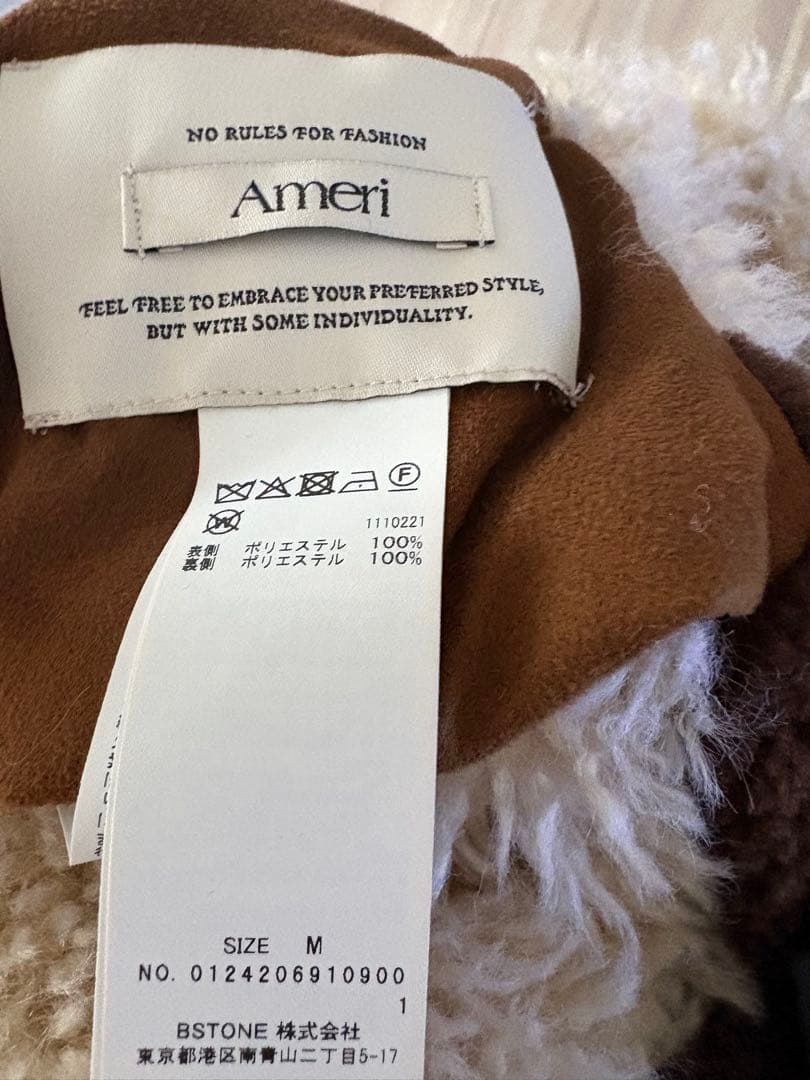 NO RULES FOR FASHION
Ameri
FEEL FREE TO EMBRACE YOUR PREFERRED STYLE,
BUT WITH SOME INDIVIDUALITY.
F
W
1110221
表側 ポリエステル 100%
裏側 ポリエステル 100%
SIZE M
NO. 0124206910900
1
BSTONE 株式会社
東京都港区南青山二丁目5-17